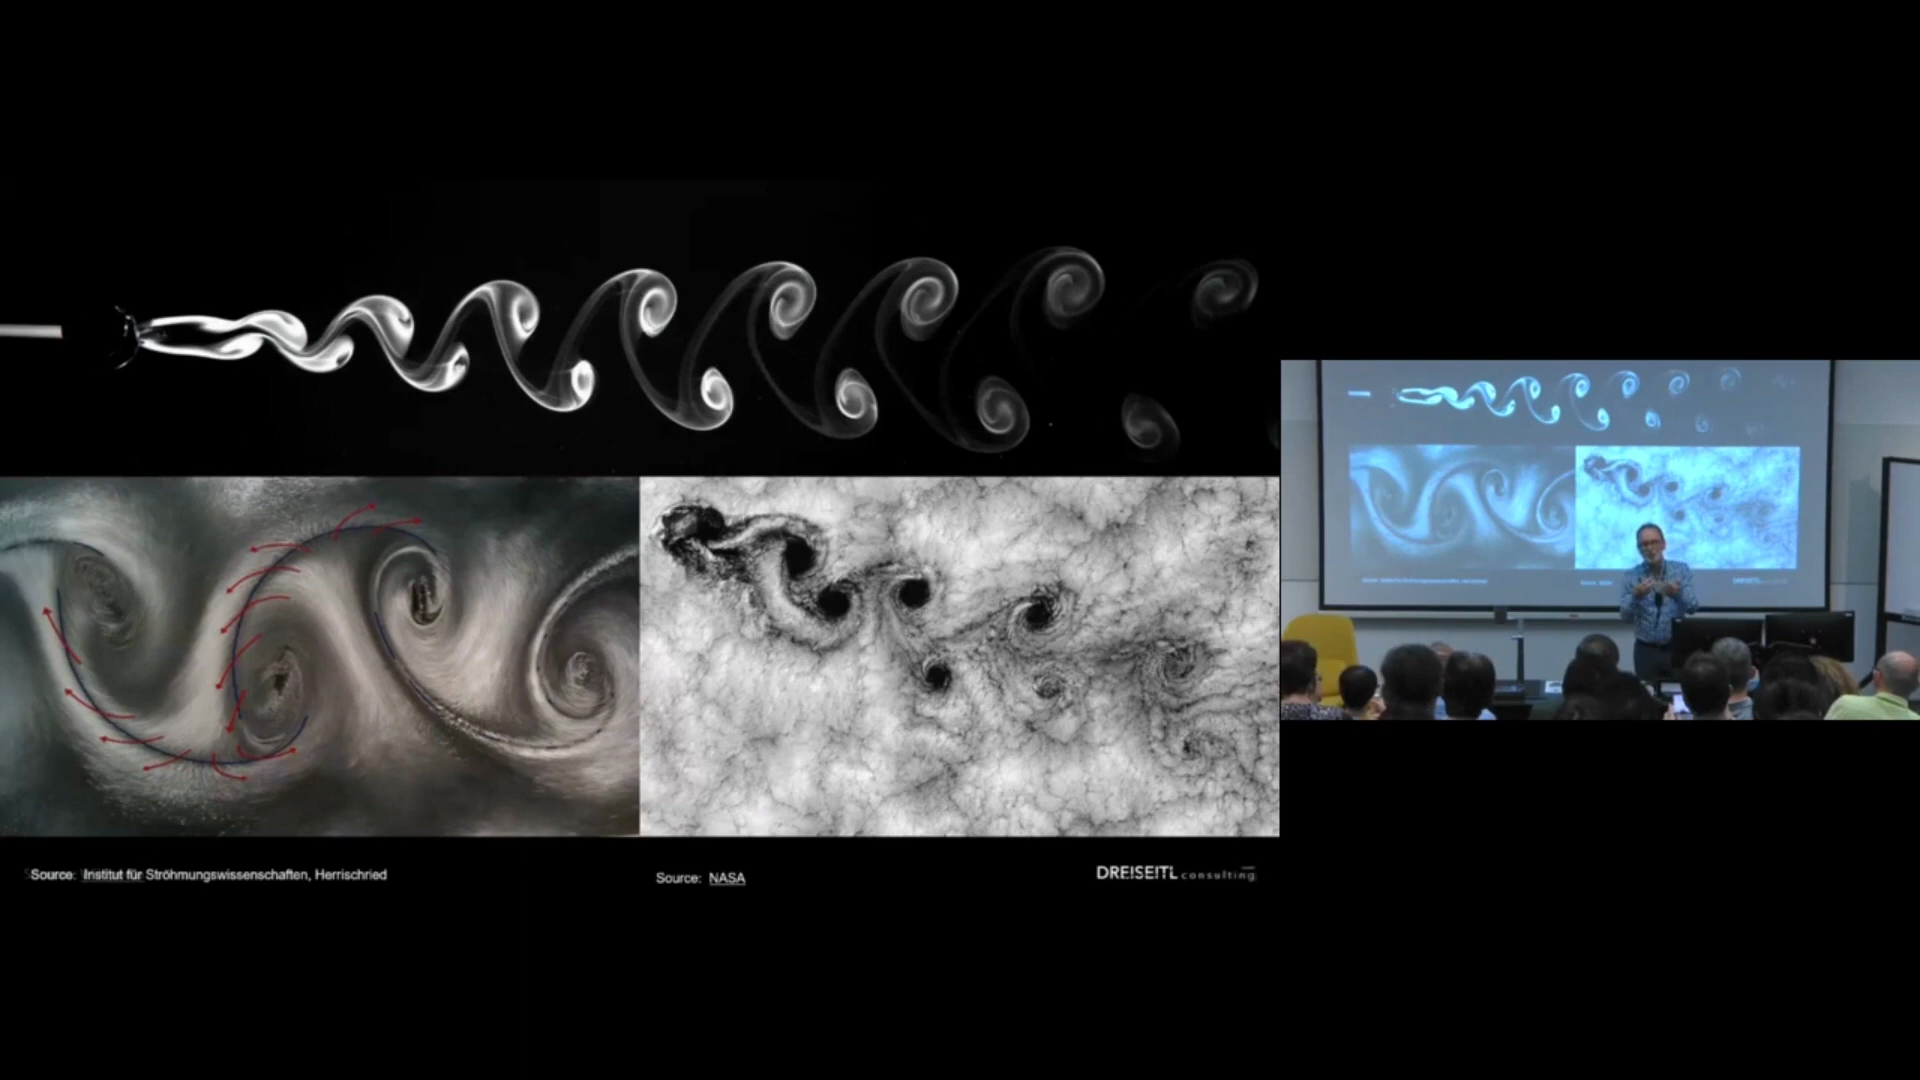 Source: Institut für Ströhmungswissenschaften, Herrischried
Source: NASA
DREISEITL consulting